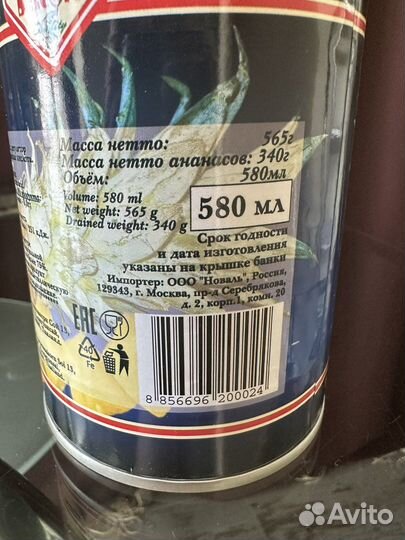 Масса нетто: 565г
Масса нетто ананасов: 340г
Объём: 580мл
Volume: 580 ml
Net weight: 565 g
Drained weight: 340 g
580 мл
Срок годности
и дата изготовления
указаны на крышке банки
Импортер: ООО "Новаль", Россия,
129343, г. Москва, пр-д Серебрякова,
д. 2, корп.1, комн. 20
EAC
40
Fe
8 856696 200024
Avito